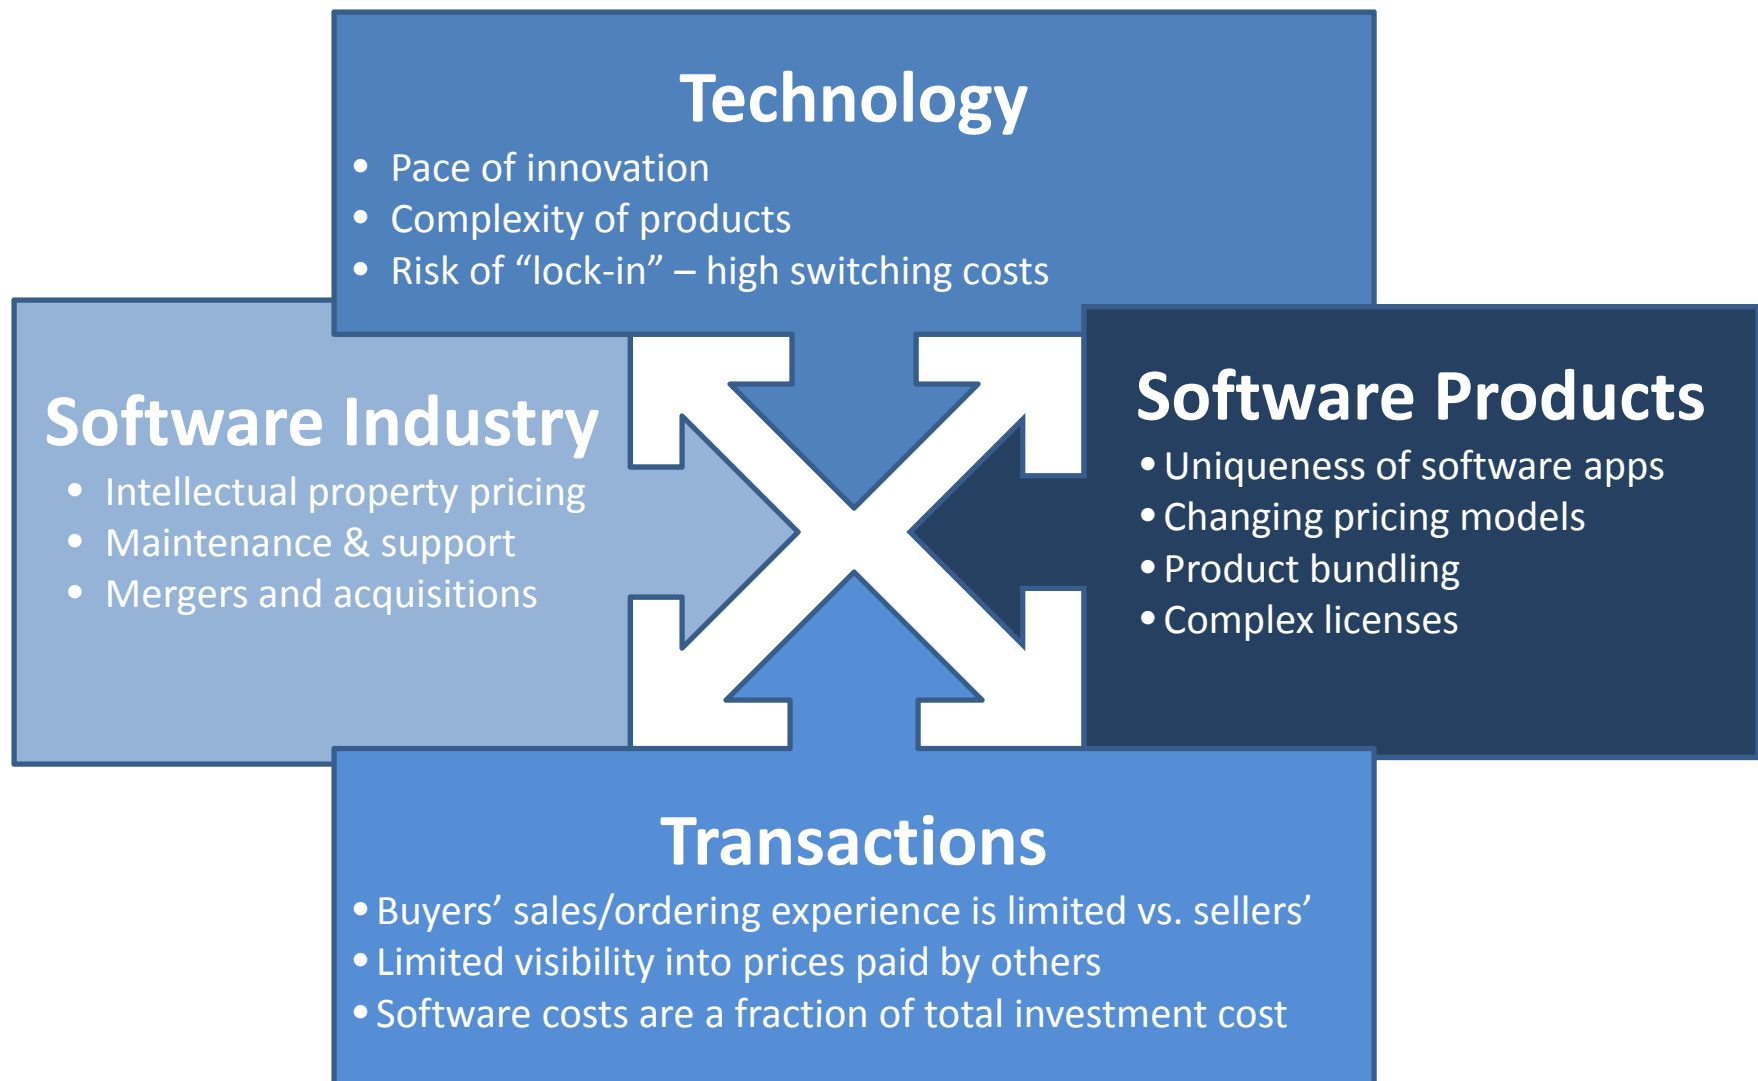 Technology
• Pace of innovation
• Complexity of products
• Risk of “lock-in” – high switching costs
Software Industry
• Intellectual property pricing
• Maintenance & support
• Mergers and acquisitions
Software Products
• Uniqueness of software apps
• Changing pricing models
• Product bundling
• Complex licenses
Transactions
• Buyers’ sales/ordering experience is limited vs. sellers’
• Limited visibility into prices paid by others
• Software costs are a fraction of total investment cost